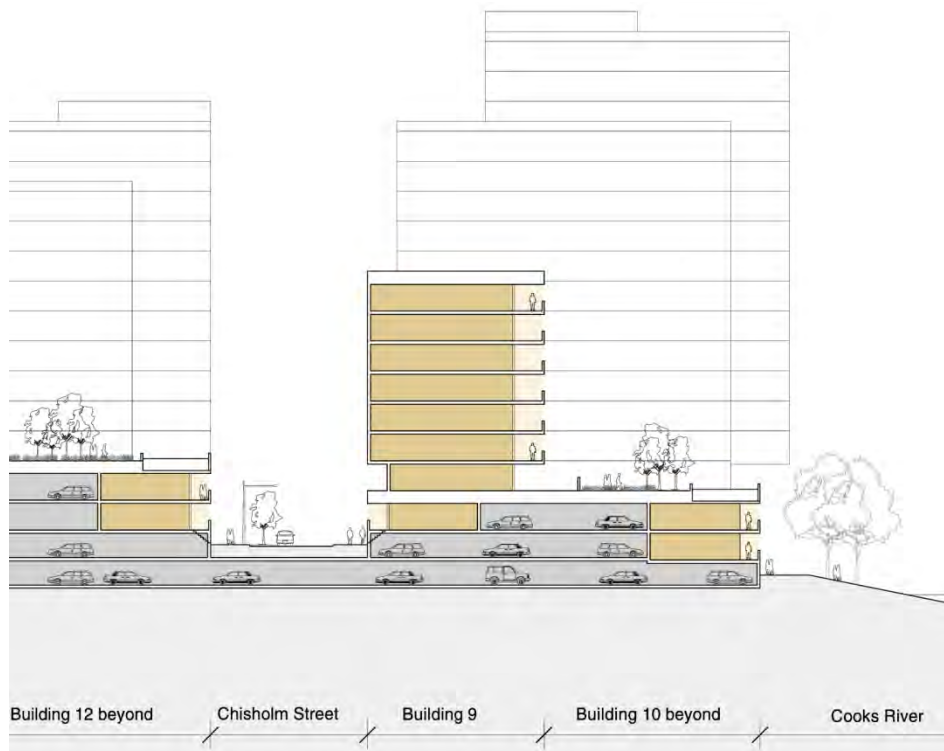 Building 12 beyond
Chisholm Street
Building 9
Building 10 beyond
Cooks River